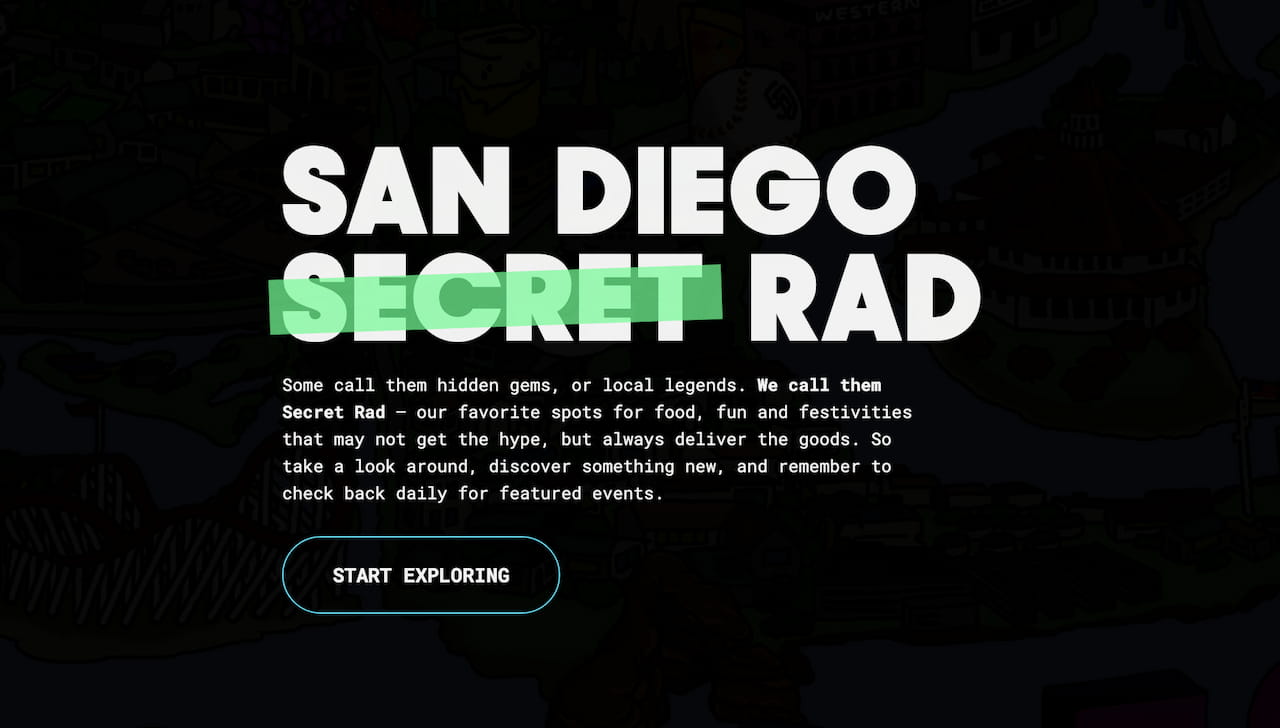 WESTERN
SAN DIEGO
SECRET RAD
Some call them hidden gems, or local legends. We call them
Secret Rad – our favorite spots for food, fun and festivities
that may not get the hype, but always deliver the goods. So
take a look around, discover something new, and remember to
check back daily for featured events.
START EXPLORING